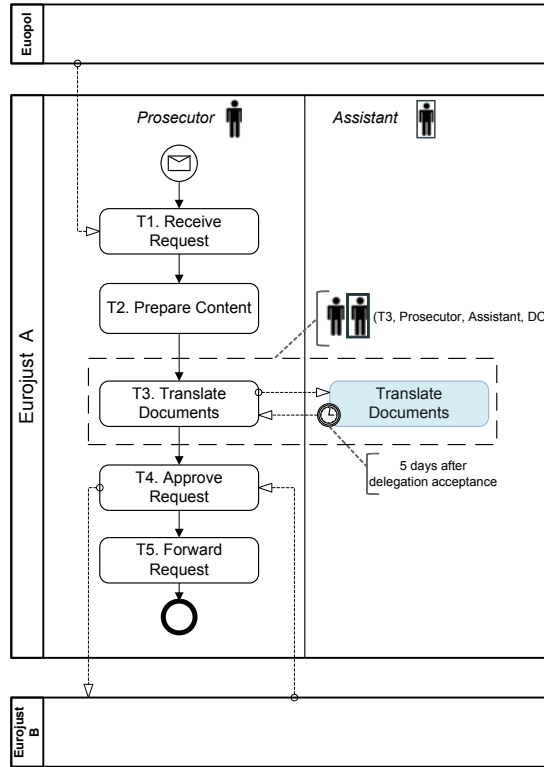 Euopol
Prosecutor
Assistant
Eurojust A
T1. Receive
Request
T2. Prepare Content
(T3, Prosecutor, Assistant, DC
T3. Translate
Documents
Translate
Documents
T4. Approve
Request
5 days after
delegation acceptance
T5. Forward
Request
Eurojust
B